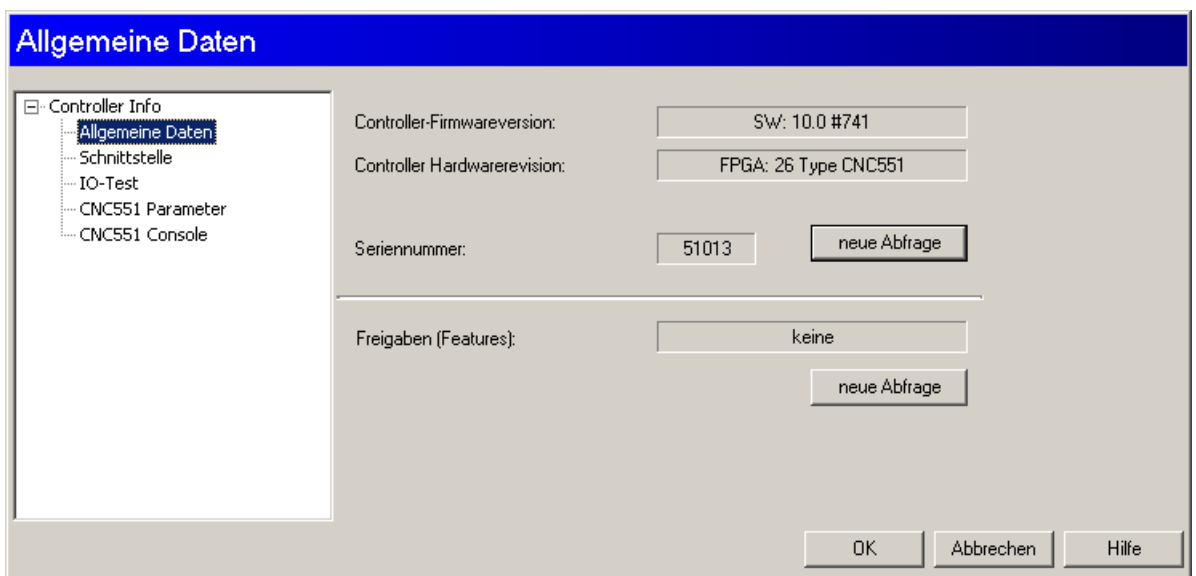 Allgemeine Daten
Controller Info
Allgemeine Daten
Schnittstelle
IO-Test
CNC551 Parameter
CNC551 Console
Controller-Firmwareversion: SW: 10.0 #741
Controller Hardwarerevision: FPGA: 26 Type CNC551
Seriennummer: 51013 neue Abfrage
Freigaben (Features): keine
neue Abfrage
OK Abbrechen Hilfe